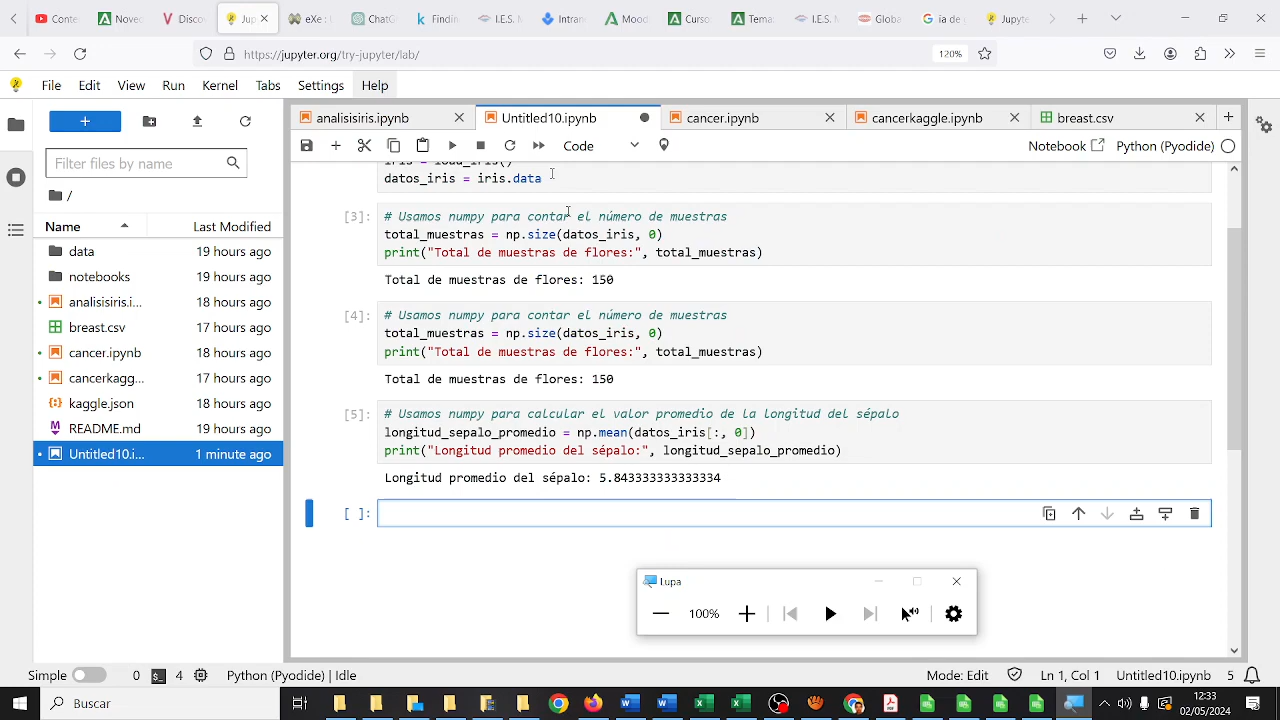 Conte
Noved
Discov
Jup
eXe :
ChatG
Findin
I.E.S. M
Intran
Mood
Curso
Tema
I.E.S. M
Globa
ia de
Jupyte
https://jupyter.org/try-jupyter/lab/
120%
File Edit View Run Kernel Tabs Settings Help
analisisiris.ipynb
Untitled10.ipynb
cancer.ipynb
cancerkaggle.ipynb
breast.csv
Code
Notebook
Python (Pyodide)
Filter files by name
/
Name Last Modified
data 19 hours ago
notebooks 19 hours ago
analisisiris.i... 18 hours ago
breast.csv 17 hours ago
cancer.ipynb 18 hours ago
cancerkagg... 17 hours ago
kaggle.json 18 hours ago
README.md 19 hours ago
Untitled10.i... 1 minute ago
iris = load_iris()
datos_iris = iris.data
[3]: # Usamos numpy para contar el número de muestras
total_muestras = np.size(datos_iris, 0)
print("Total de muestras de flores:", total_muestras)
Total de muestras de flores: 150
[4]: # Usamos numpy para contar el número de muestras
total_muestras = np.size(datos_iris, 0)
print("Total de muestras de flores:", total_muestras)
Total de muestras de flores: 150
[5]: # Usamos numpy para calcular el valor promedio de la longitud del sépalo
longitud_sepalo_promedio = np.mean(datos_iris[:, 0])
print("Longitud promedio del sépalo:", longitud_sepalo_promedio)
Longitud promedio del sépalo: 5.843333333333334
[ ]:
Lupa
100%
Simple 0 4 Python (Pyodide) | Idle
Mode: Edit Ln 1, Col 1 Untitled10.ipynb 5
Buscar
12:33
02/05/2024